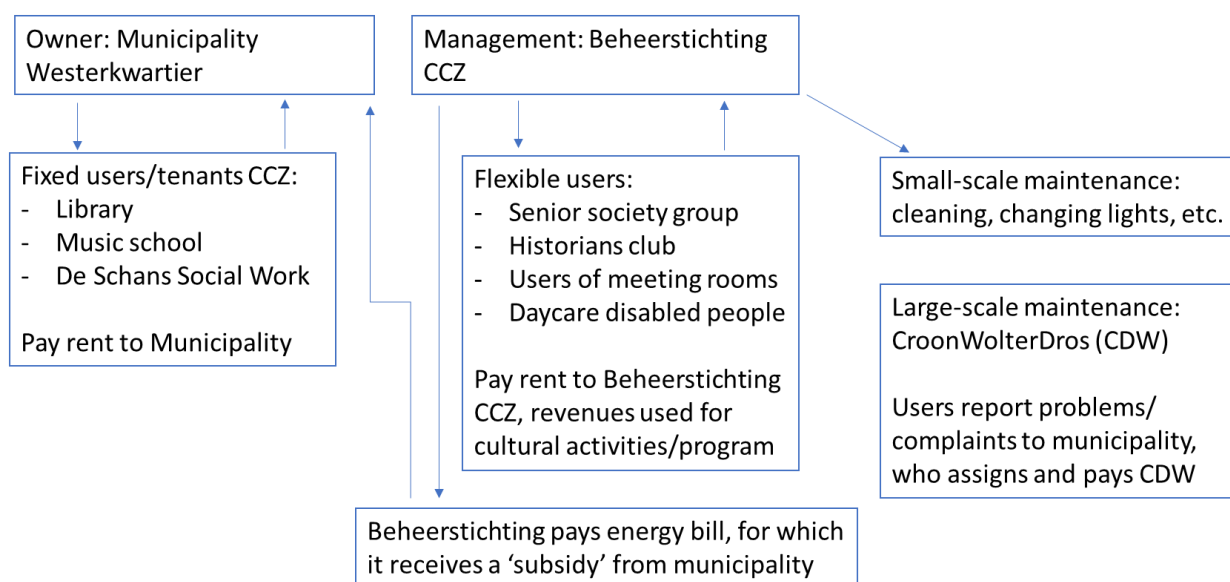 Owner: Municipality
Westerkwartier
Management: Beheerstichting
CCZ
Fixed users/tenants CCZ:
- Library
- Music school
- De Schans Social Work
Pay rent to Municipality
Flexible users:
- Senior society group
- Historians club
- Users of meeting rooms
- Daycare disabled people
Pay rent to Beheerstichting
CCZ, revenues used for
cultural activities/program
Small-scale maintenance:
cleaning, changing lights, etc.
Large-scale maintenance:
CroonWolterDros (CDW)
Users report problems/
complaints to municipality,
who assigns and pays CDW
Beheerstichting pays energy bill, for which
it receives a ‘subsidy’ from municipality